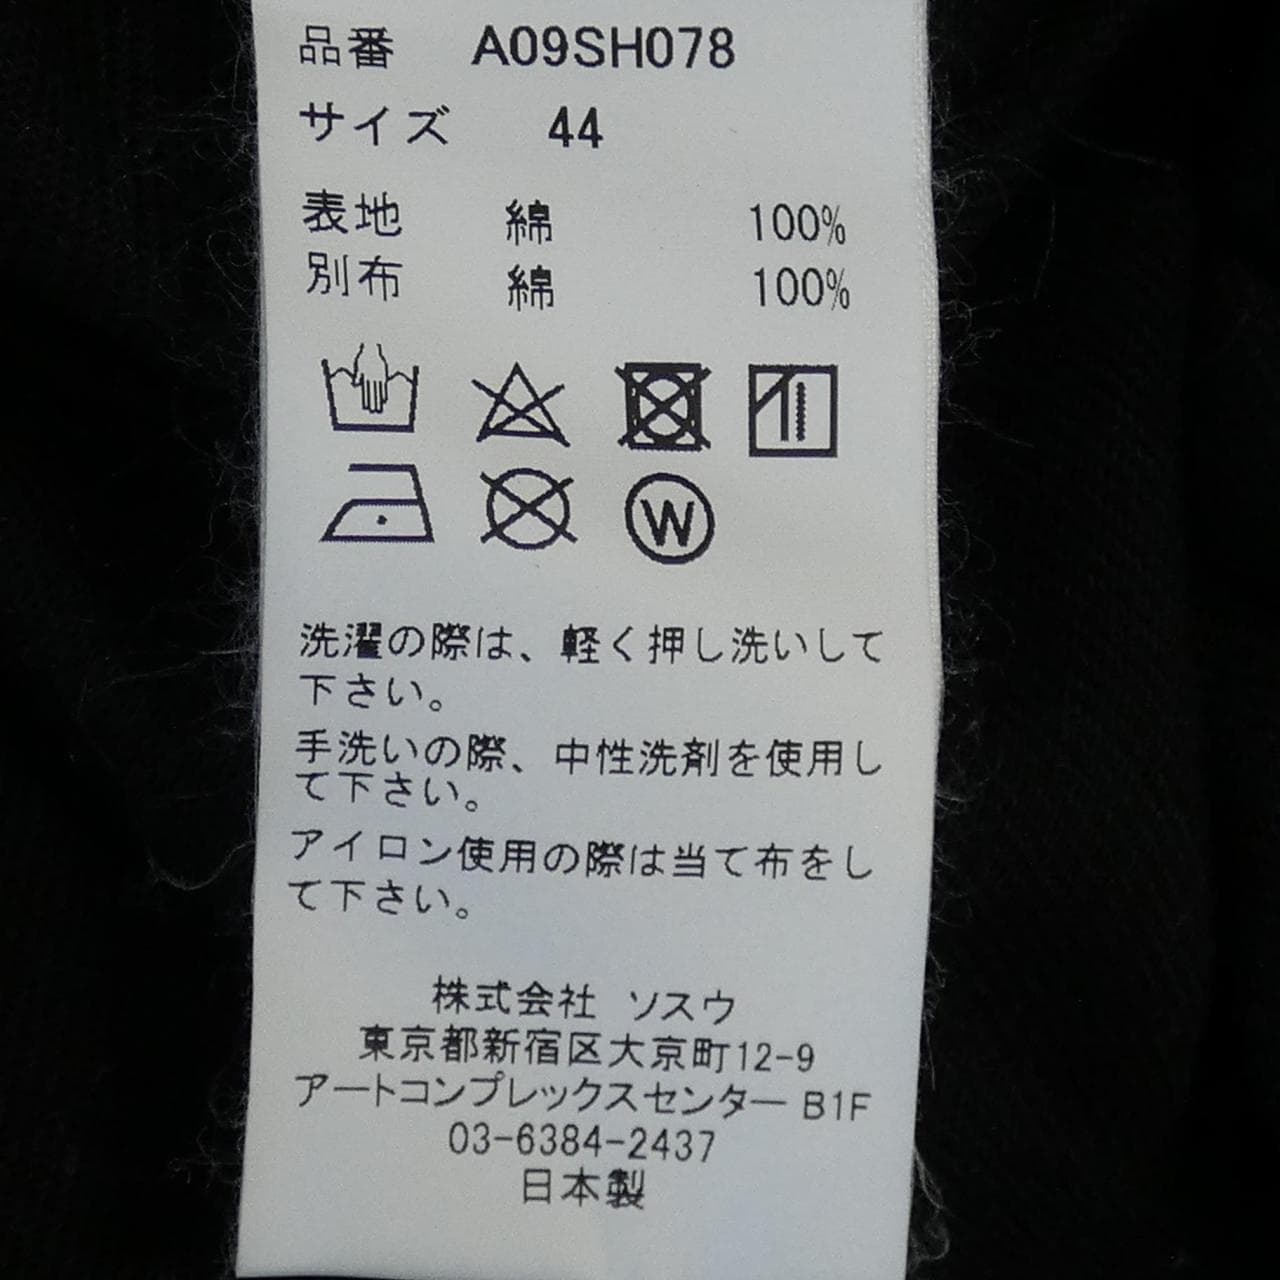 品番 A09SH078
サイズ 44
表地 綿 100%
別布 綿 100%
W
洗濯の際は、軽く押し洗いして
下さい。
手洗いの際、中性洗剤を使用し
て下さい。
アイロン使用の際は当て布をし
て下さい。
株式会社 ソスウ
東京都新宿区大京町12-9
アートコンプレックスセンター B1F
03-6384-2437
日本製